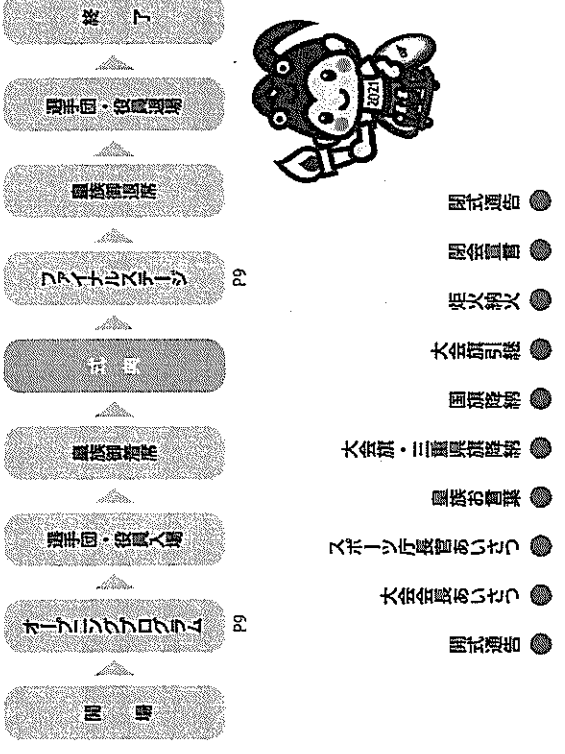 開場
オープニングプログラム
P9
選手団・役員入場
皇族御着席
式典
ファイナルステージ
P9
皇族御退席
選手団・役員退場
終了
開式通告
大会会長あいさつ
スポーツ庁長官あいさつ
皇族お言葉
大会旗・三重県旗降納
国旗降納
大会旗引継
炬火納火
閉会宣言
閉式通告
2021